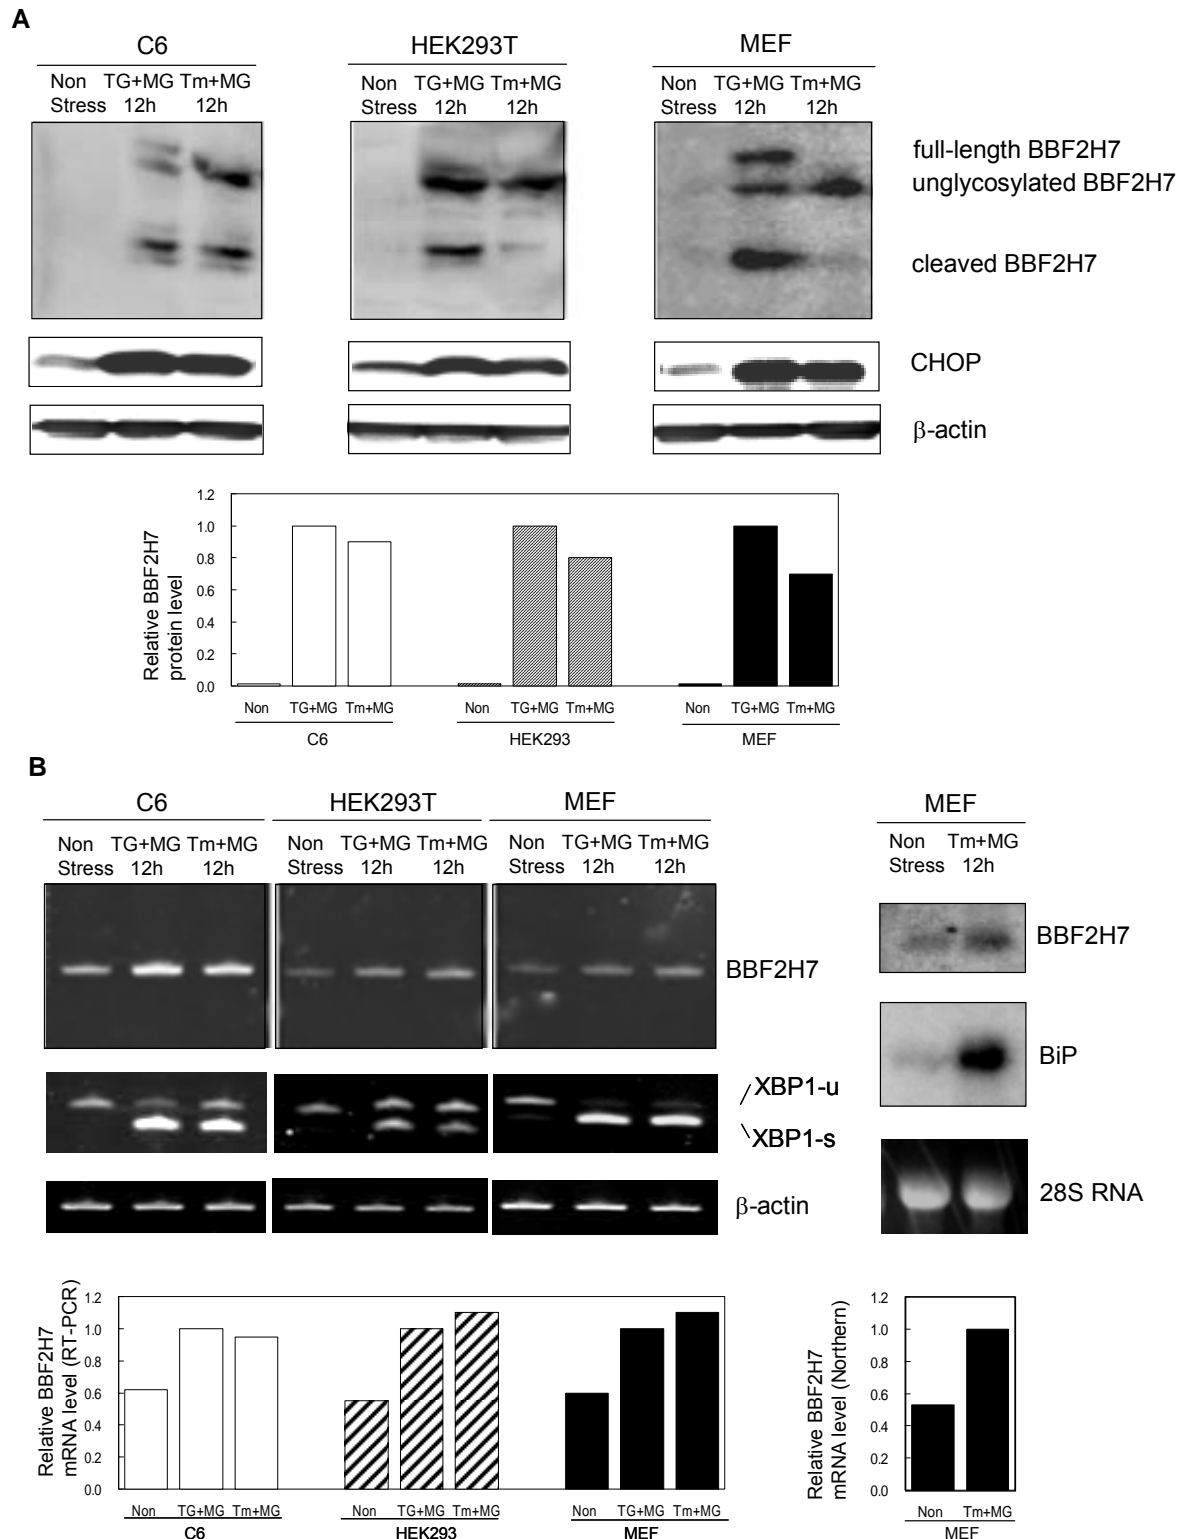 A
C6
HEK293T
MEF
Non TG+MG Tm+MG
Stress 12h 12h
Non TG+MG Tm+MG
Stress 12h 12h
Non TG+MG Tm+MG
Stress 12h 12h
full-length BBF2H7
unglycosylated BBF2H7
cleaved BBF2H7
CHOP
β-actin
Relative BBF2H7
protein level
1.2
1.0
0.8
0.6
0.4
0.2
0.0
Non TG+MG Tm+MG Non TG+MG Tm+MG Non TG+MG Tm+MG
C6 HEK293 MEF
B
C6
HEK293T
MEF
Non TG+MG Tm+MG
Stress 12h 12h
Non TG+MG Tm+MG
Stress 12h 12h
Non TG+MG Tm+MG
Stress 12h 12h
BBF2H7
XBP1-u
XBP1-s
β-actin
MEF
Non Tm+MG
Stress 12h
BBF2H7
BiP
28S RNA
Relative BBF2H7
mRNA level (RT-PCR)
1.2
1.0
0.8
0.6
0.4
0.2
0.0
Non TG+MG Tm+MG Non TG+MG Tm+MG Non TG+MG Tm+MG
C6 HEK293 MEF
Relative BBF2H7
mRNA level (Northern)
1.2
1.0
0.8
0.6
0.4
0.2
0.0
Non Tm+MG
MEF